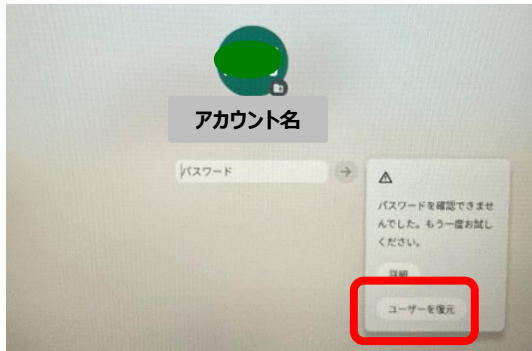 アカウント名
パスワード
パスワードを確認できませ
んでした。もう一度お試し
ください。
詳細
ユーザーを復元